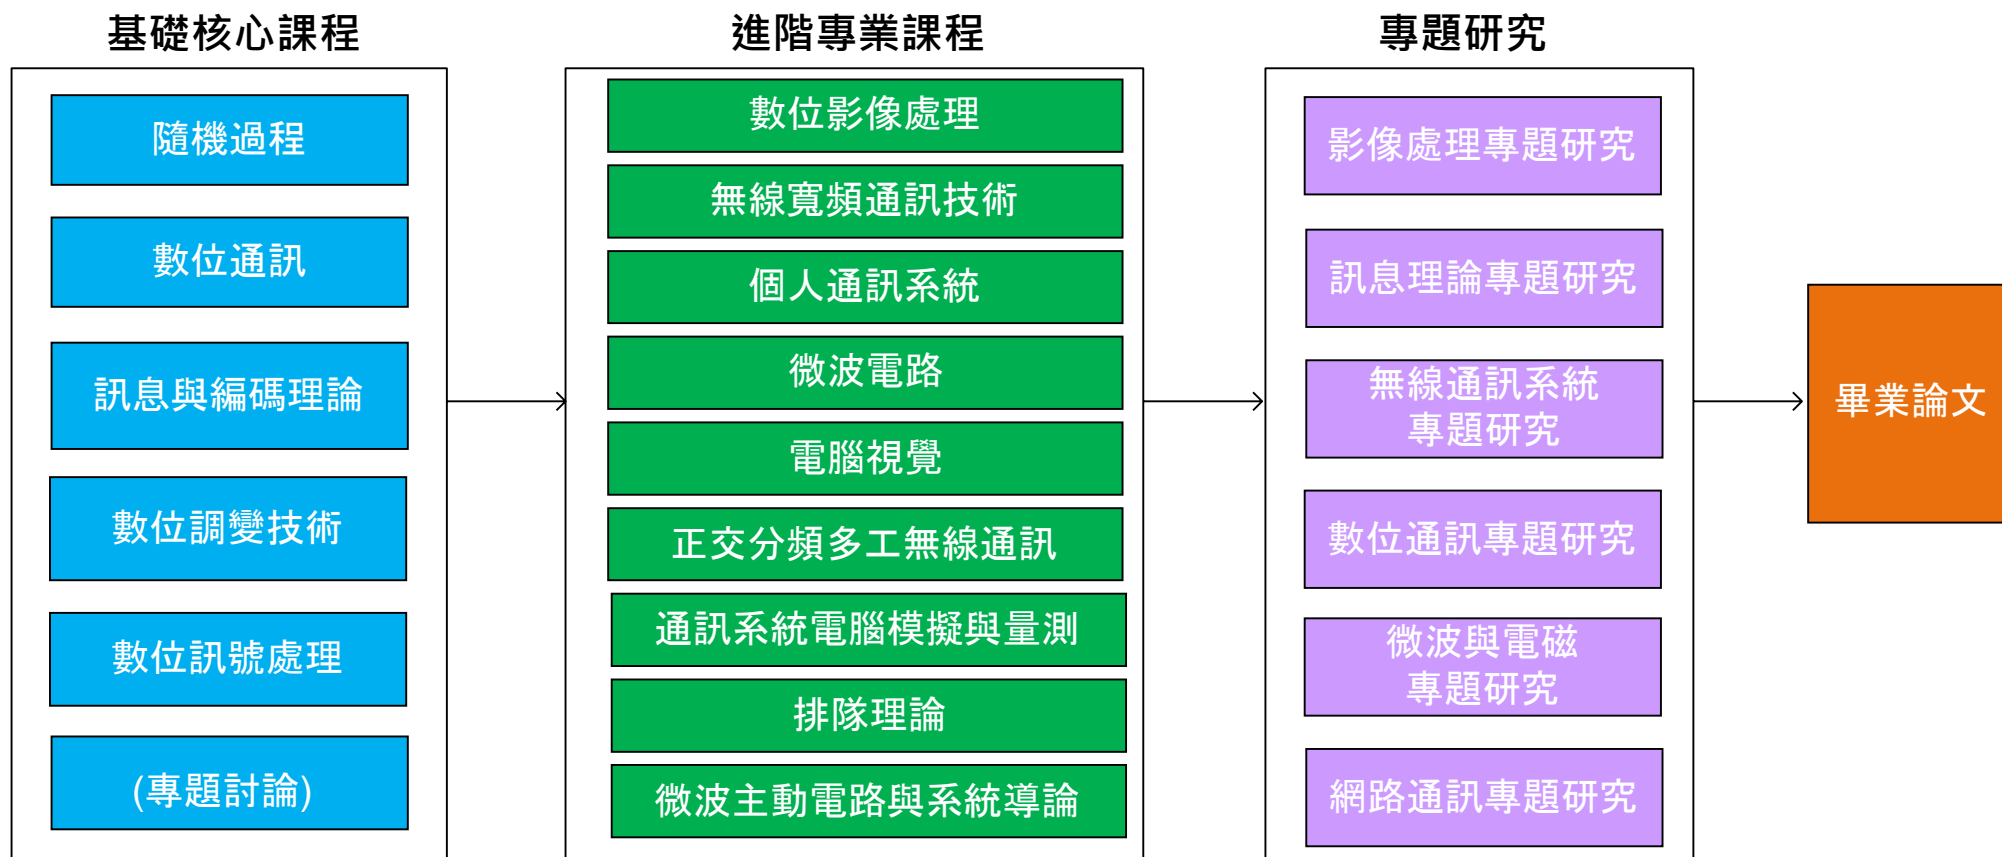 基礎核心課程
隨機過程
數位通訊
訊息與編碼理論
數位調變技術
數位訊號處理
(專題討論)
進階專業課程
數位影像處理
無線寬頻通訊技術
個人通訊系統
微波電路
電腦視覺
正交分頻多工無線通訊
通訊系統電腦模擬與量測
排隊理論
微波主動電路與系統導論
專題研究
影像處理專題研究
訊息理論專題研究
無線通訊系統
專題研究
數位通訊專題研究
微波與電磁
專題研究
網路通訊專題研究
畢業論文